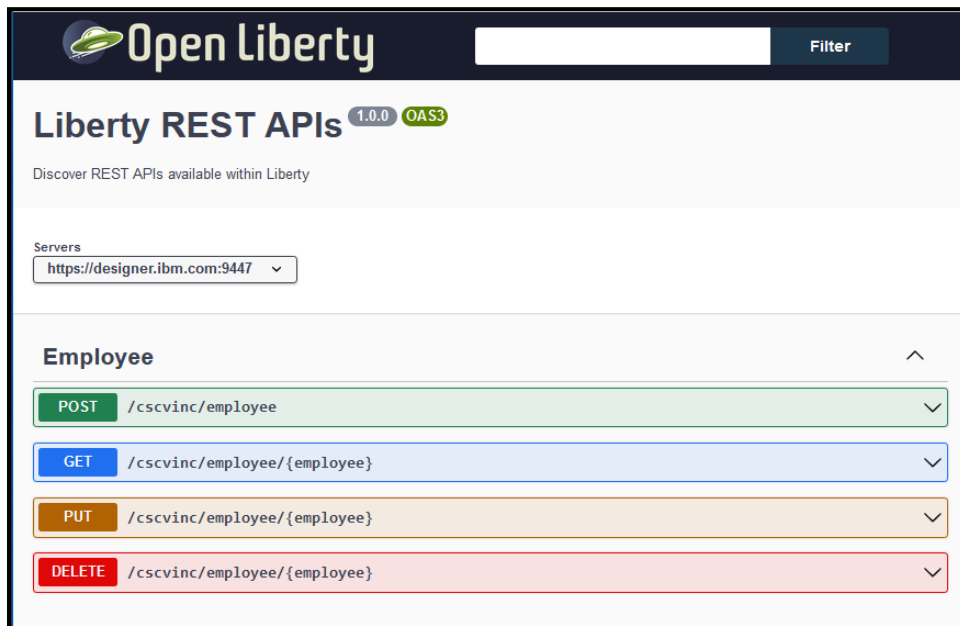 Open Liberty
Filter
Liberty REST APIs 1.0.0 OAS3
Discover REST APIs available within Liberty
Servers
https://designer.ibm.com:9447
Employee
POST /cscvinc/employee
GET /cscvinc/employee/{employee}
PUT /cscvinc/employee/{employee}
DELETE /cscvinc/employee/{employee}